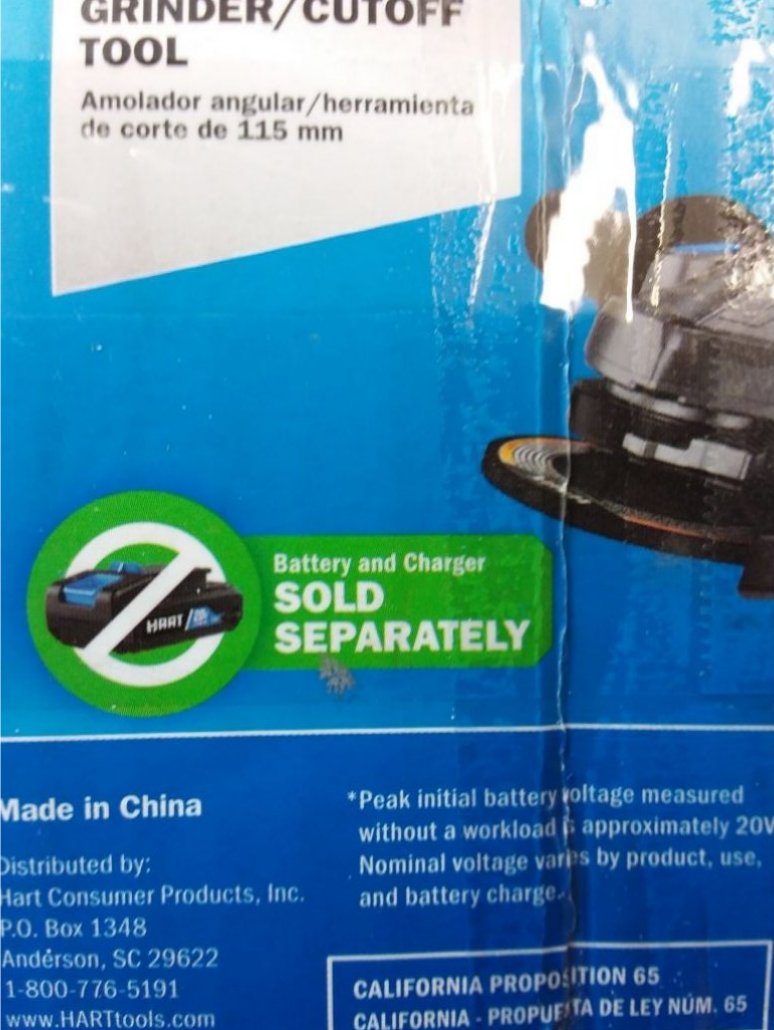 GRINDER/CUTOFF
TOOL
Amolador angular/herramienta
de corte de 115 mm
Battery and Charger
SOLD
SEPARATELY
HART
Made in China
Distributed by:
Hart Consumer Products, Inc.
P.O. Box 1348
Anderson, SC 29622
1-800-776-5191
www.HARTtools.com
*Peak initial battery voltage measured
without a workload is approximately 20V
Nominal voltage varies by product, use,
and battery charge.
CALIFORNIA PROPOSITION 65
CALIFORNIA - PROPUESTA DE LEY NÚM. 65